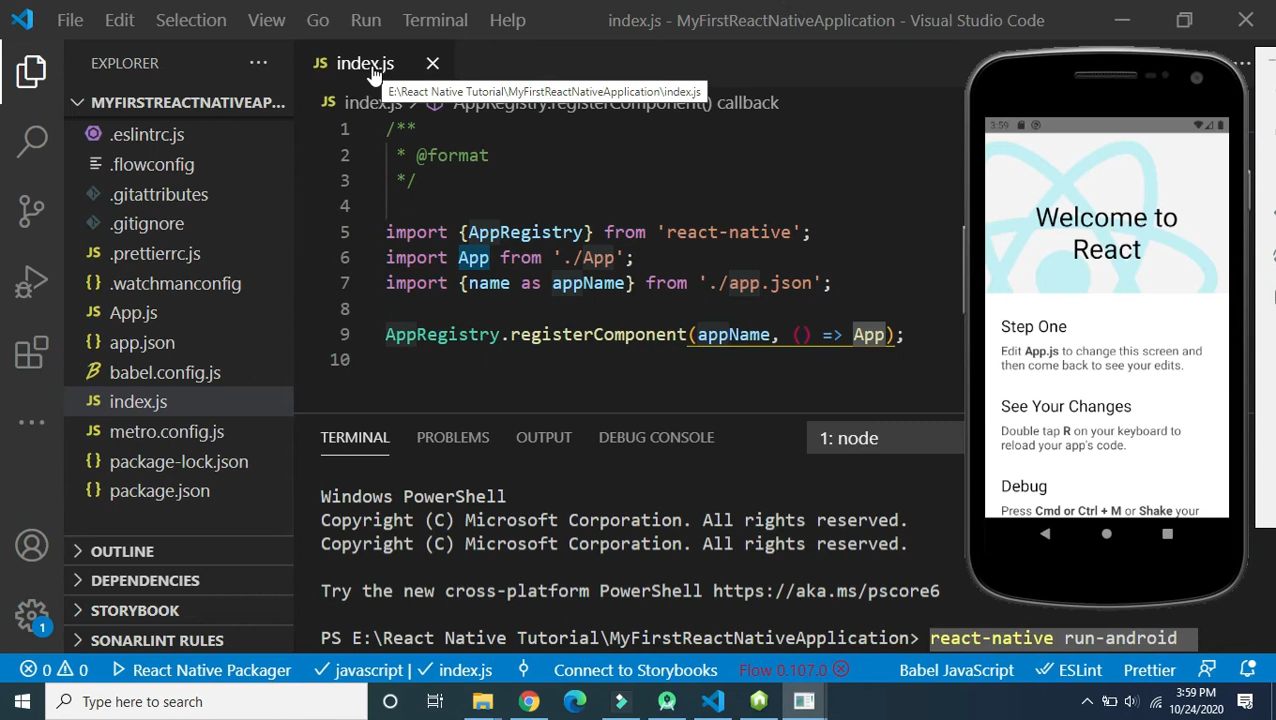 File Edit Selection View Go Run Terminal Help index.js - MyFirstReactNativeApplication - Visual Studio Code
EXPLORER
MYFIRSTREACTNATIVEAP...
.eslintrc.js
.flowconfig
.gitattributes
.gitignore
.prettierrc.js
.watchmanconfig
App.js
app.json
babel.config.js
index.js
metro.config.js
package-lock.json
package.json
OUTLINE
DEPENDENCIES
STORYBOOK
SONARLINT RULES
JS index.js
E:\React Native Tutorial\MyFirstReactNativeApplication\index.js
JS index.js > AppRegistry.registerComponent() callback
1 /**
2 * @format
3 */
4
5 import {AppRegistry} from 'react-native';
6 import App from './App';
7 import {name as appName} from './app.json';
8
9 AppRegistry.registerComponent(appName, () => App);
10
TERMINAL PROBLEMS OUTPUT DEBUG CONSOLE 1: node
Windows PowerShell
Copyright (C) Microsoft Corporation. All rights reserved.
Copyright (C) Microsoft Corporation. All rights reserved.
Try the new cross-platform PowerShell https://aka.ms/pscore6
PS E:\React Native Tutorial\MyFirstReactNativeApplication> react-native run-android
3:59
Welcome to
React
Step One
Edit App.js to change this screen and
then come back to see your edits.
See Your Changes
Double tap R on your keyboard to
reload your app's code.
Debug
Press Cmd or Ctrl + M or Shake your
1
0 0 React Native Packager javascript | index.js Connect to Storybooks Flow 0.107.0 Babel JavaScript ESLint Prettier
Type here to search
3:59 PM
10/24/2020